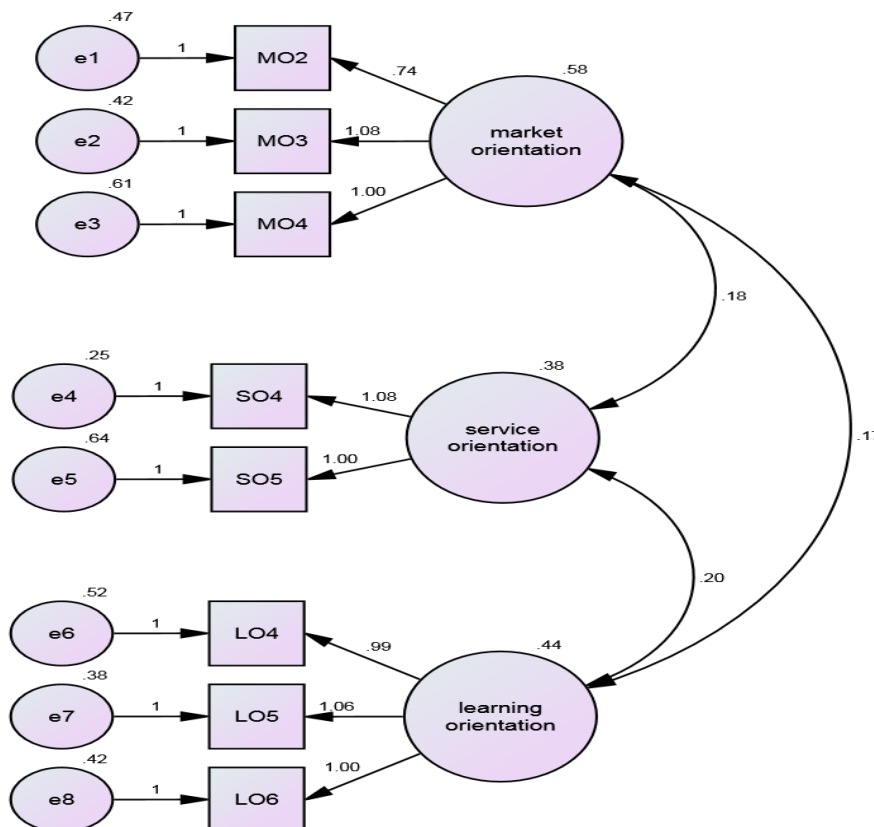 .47
e1
1
MO2
.74
.58
.42
e2
1
MO3
1.08
market
orientation
.61
e3
1
MO4
1.00
.18
.25
e4
1
SO4
1.08
.38
service
orientation
.64
e5
1
SO5
1.00
.17
.20
.52
e6
1
LO4
.99
.44
.38
e7
1
LO5
1.06
learning
orientation
.42
e8
1
LO6
1.00